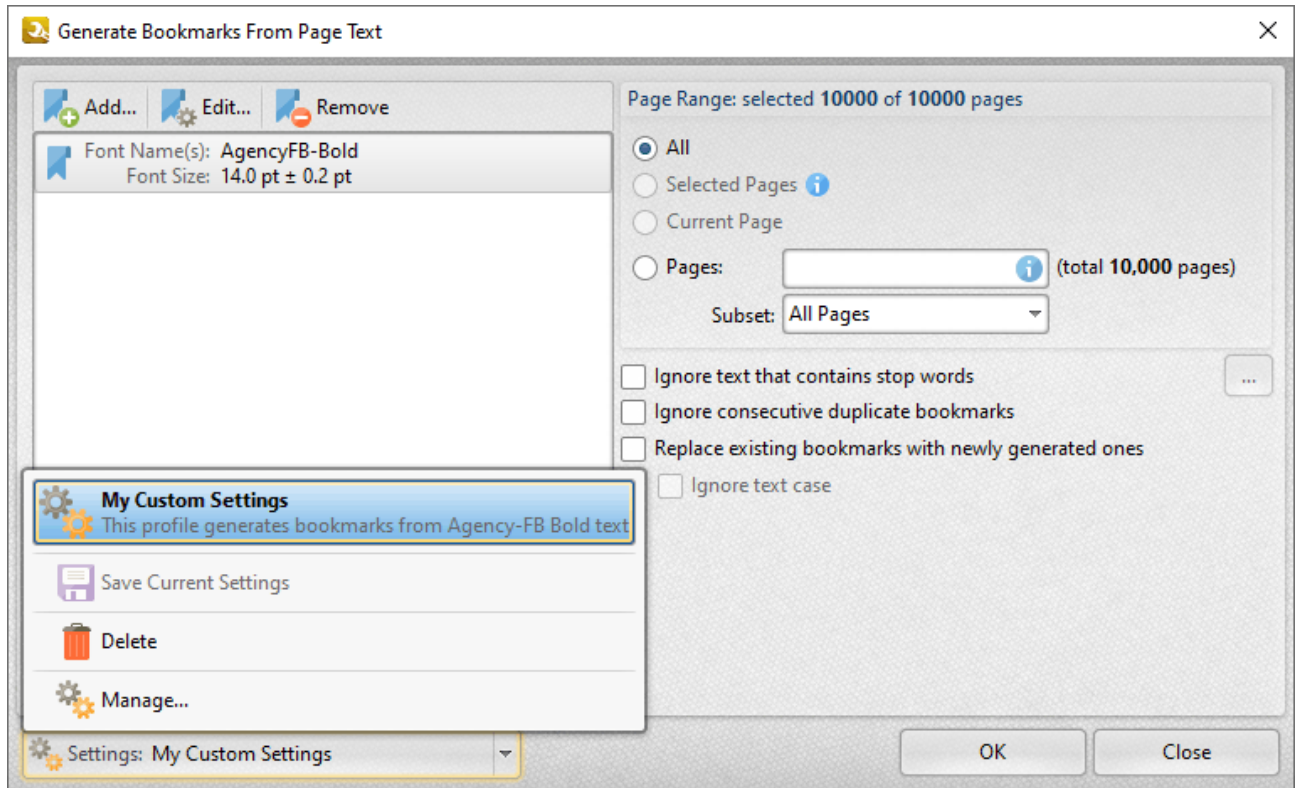 Generate Bookmarks From Page Text
Add... Edit... Remove
Font Name(s): AgencyFB-Bold
Font Size: 14.0 pt ± 0.2 pt
Page Range: selected 10000 of 10000 pages
All
Selected Pages
Current Page
Pages: (total 10,000 pages)
Subset: All Pages
Ignore text that contains stop words ...
Ignore consecutive duplicate bookmarks
Replace existing bookmarks with newly generated ones
Ignore text case
My Custom Settings
This profile generates bookmarks from Agency-FB Bold text
Save Current Settings
Delete
Manage...
Settings: My Custom Settings
OK Close